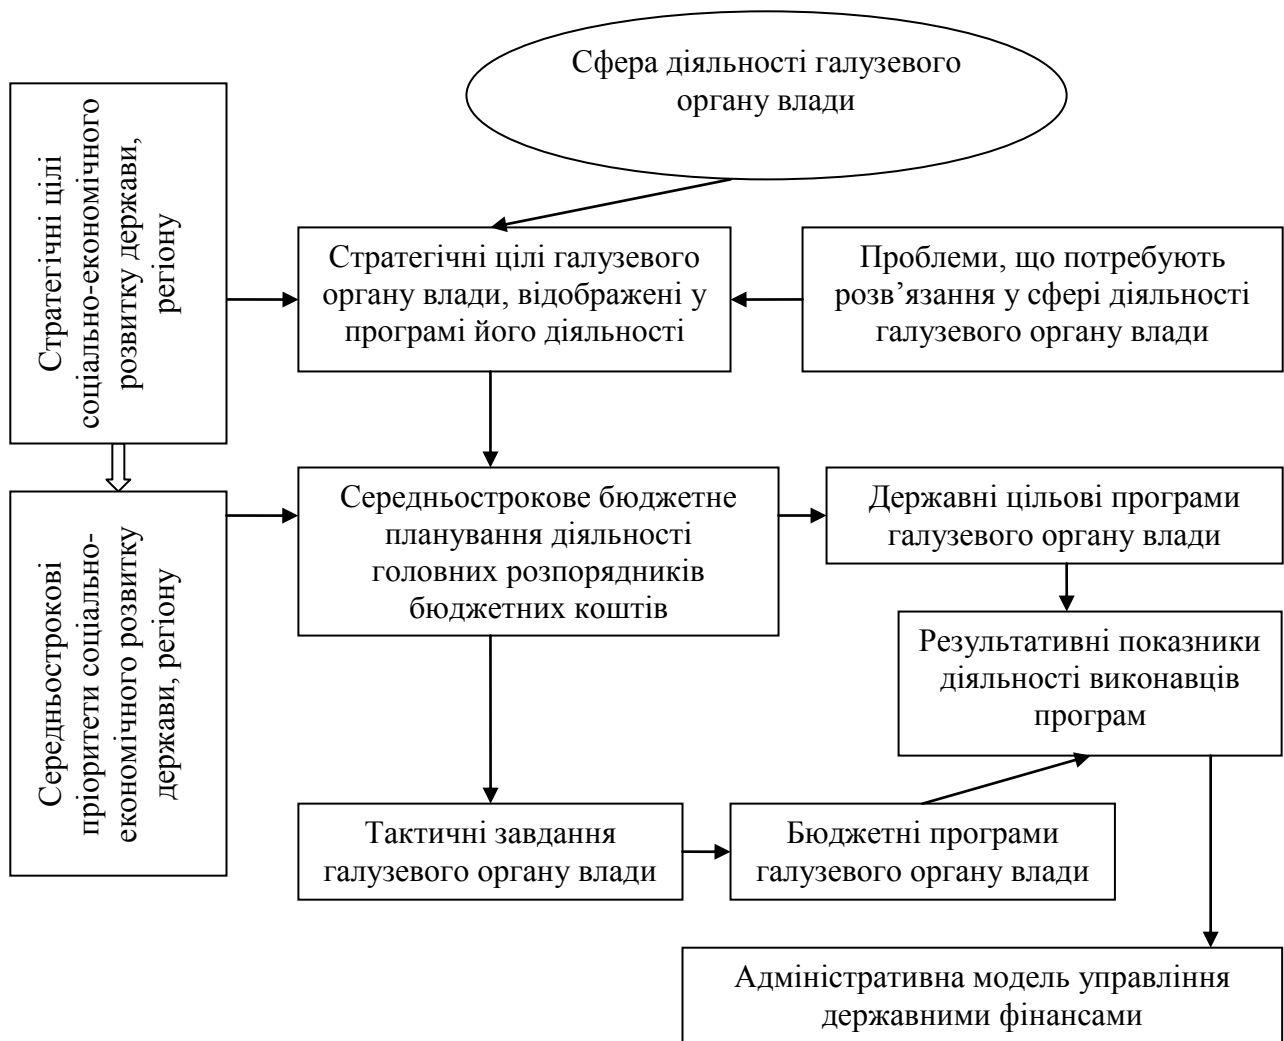 Сфера діяльності галузевого
органу влади
Стратегічні цілі
соціально-економічного
розвитку держави,
регіону
Стратегічні цілі галузевого
органу влади, відображені у
програмі його діяльності
Проблеми, що потребують
розв’язання у сфері діяльності
галузевого органу влади
Середньострокові
пріоритети соціально-
економічного розвитку
держави, регіону
Середньострокове бюджетне
планування діяльності
головних розпорядників
бюджетних коштів
Державні цільові програми
галузевого органу влади
Результативні показники
діяльності виконавців
програм
Тактичні завдання
галузевого органу влади
Бюджетні програми
галузевого органу влади
Адміністративна модель управління
державними фінансами